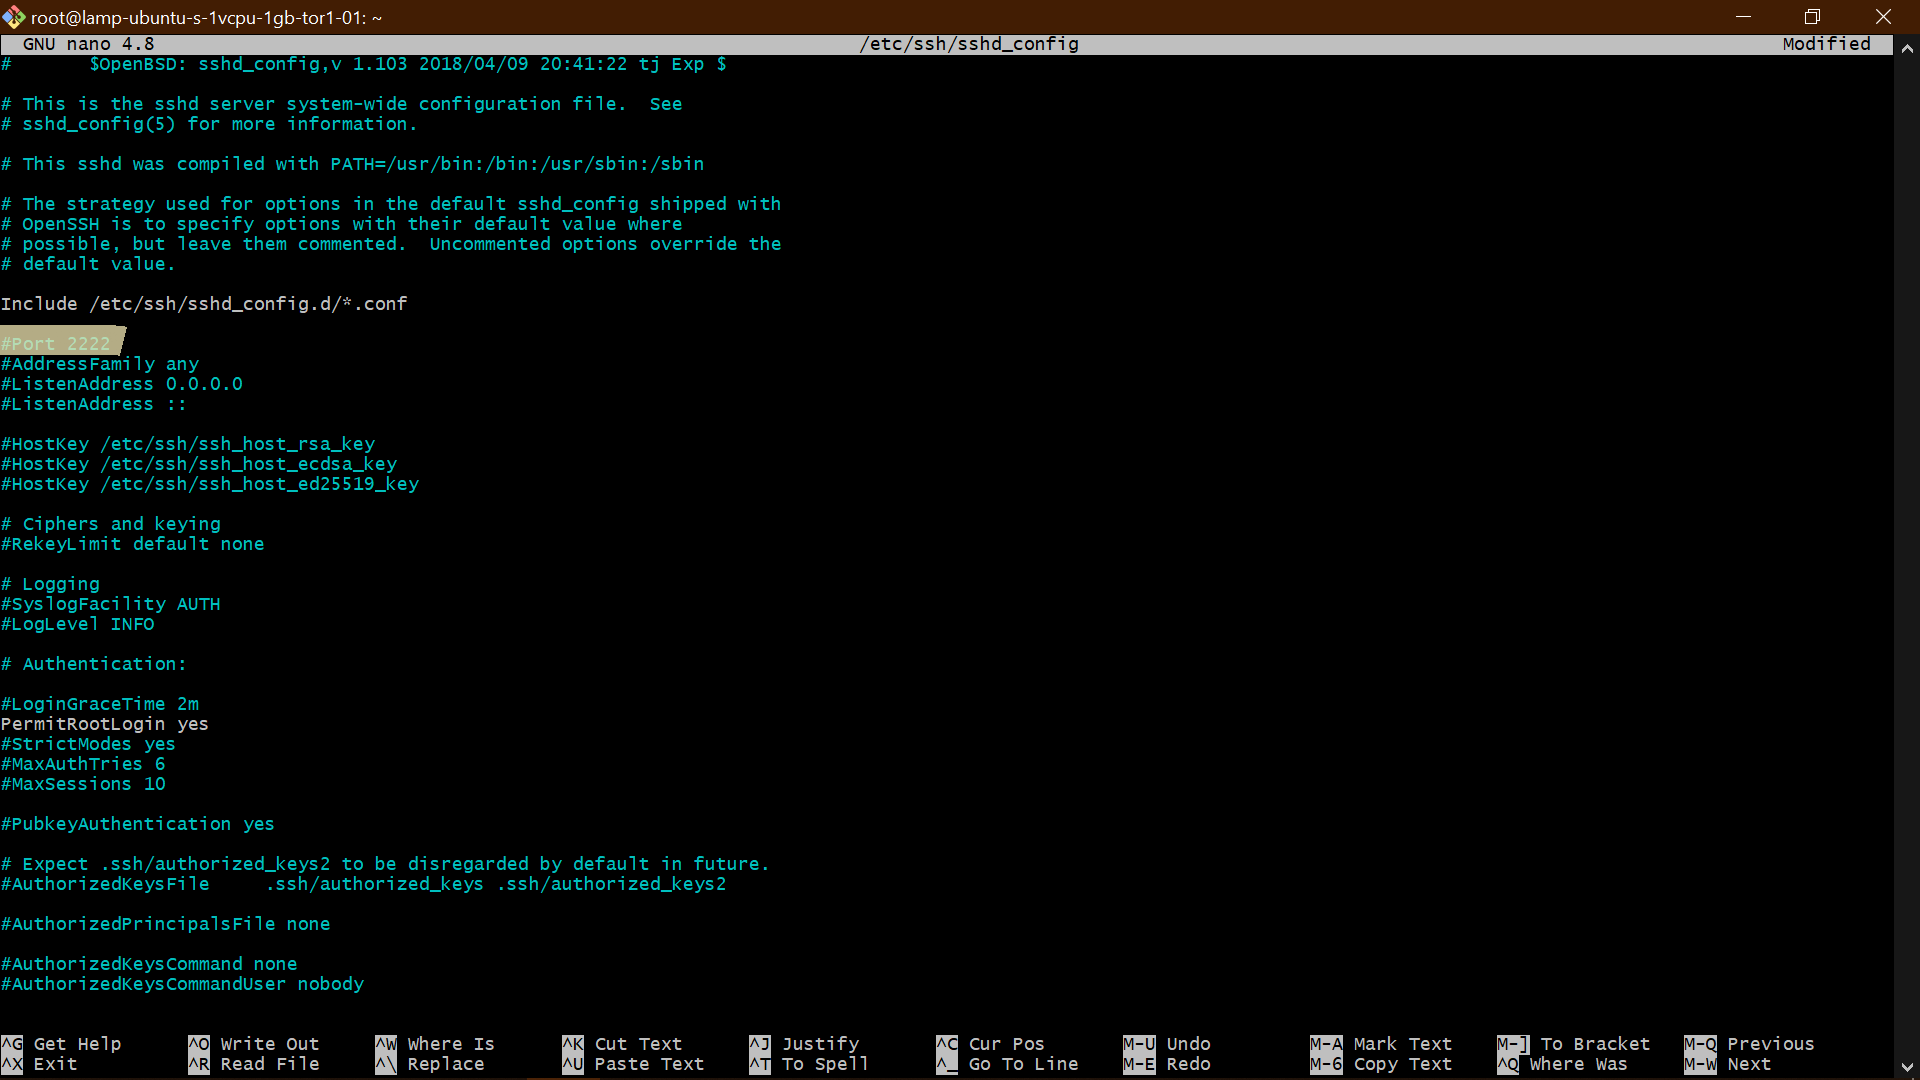 root@lamp-ubuntu-s-1vcpu-1gb-tor1-01: ~
GNU nano 4.8 /etc/ssh/sshd_config Modified
# $OpenBSD: sshd_config,v 1.103 2018/04/09 20:41:22 tj Exp $
# This is the sshd server system-wide configuration file. See
# sshd_config(5) for more information.
# This sshd was compiled with PATH=/usr/bin:/bin:/usr/sbin:/sbin
# The strategy used for options in the default sshd_config shipped with
# OpenSSH is to specify options with their default value where
# possible, but leave them commented. Uncommented options override the
# default value.
Include /etc/ssh/sshd_config.d/*.conf
#Port 2222
#AddressFamily any
#ListenAddress 0.0.0.0
#ListenAddress ::
#HostKey /etc/ssh/ssh_host_rsa_key
#HostKey /etc/ssh/ssh_host_ecdsa_key
#HostKey /etc/ssh/ssh_host_ed25519_key
# Ciphers and keying
#RekeyLimit default none
# Logging
#SyslogFacility AUTH
#LogLevel INFO
# Authentication:
#LoginGraceTime 2m
PermitRootLogin yes
#StrictModes yes
#MaxAuthTries 6
#MaxSessions 10
#PubkeyAuthentication yes
# Expect .ssh/authorized_keys2 to be disregarded by default in future.
#AuthorizedKeysFile .ssh/authorized_keys .ssh/authorized_keys2
#AuthorizedPrincipalsFile none
#AuthorizedKeysCommand none
#AuthorizedKeysCommandUser nobody
^G Get Help ^O Write Out ^W Where Is ^K Cut Text ^J Justify ^C Cur Pos M-U Undo M-A Mark Text M-] To Bracket M-Q Previous
^X Exit ^R Read File ^\ Replace ^U Paste Text ^T To Spell ^_ Go To Line M-E Redo M-6 Copy Text ^Q Where Was M-W Next